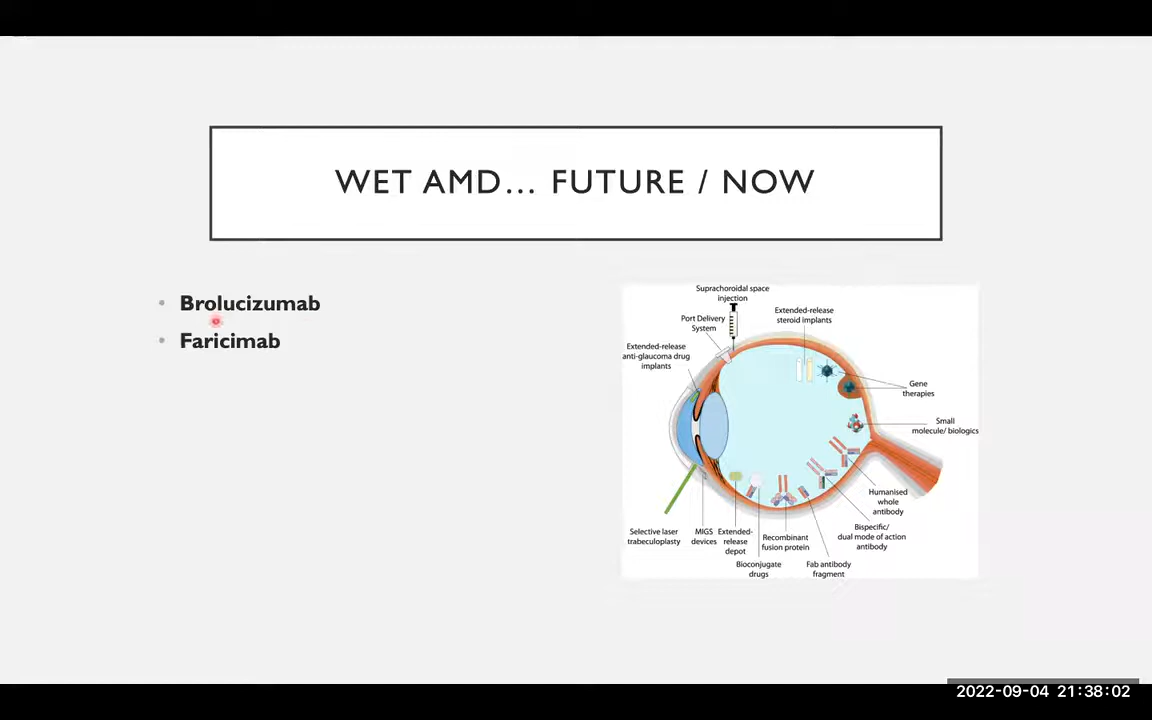 WET AMD... FUTURE / NOW
• Brolucizumab
• Faricimab
Suprachoroidal space
injection
Port Delivery
System
Extended-release
steroid implants
Extended-release
anti-glaucoma drug
implants
Gene
therapies
Small
molecule/ biologics
Humanised
whole
antibody
Bispecific/
dual mode of action
antibody
Selective laser
trabeculoplasty
MIGS
devices
Extended-
release
depot
Recombinant
fusion protein
Bioconjugate
drugs
Fab antibody
fragment
2022-09-04 21:38:02